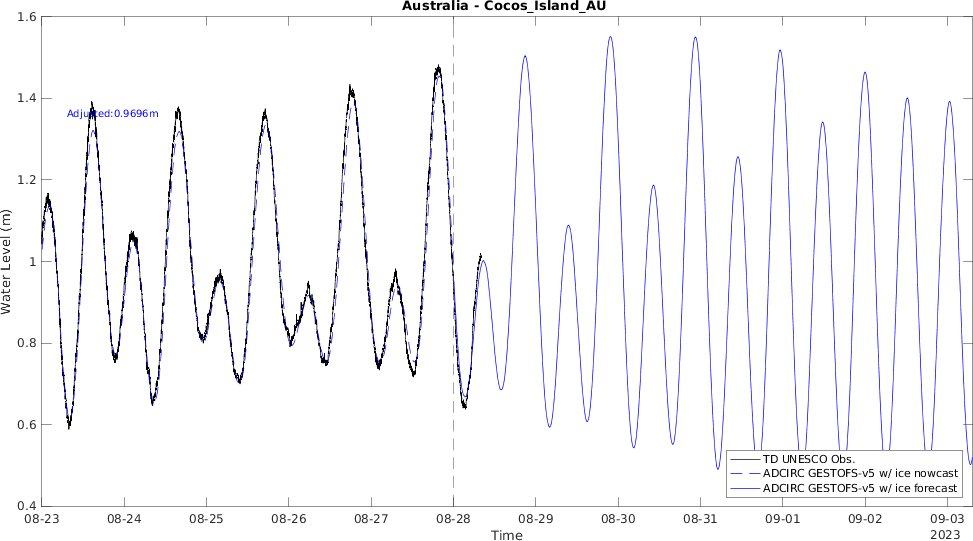 Australia - Cocos_Island_AU
1.6
1.4
1.2
1
0.8
0.6
0.4
Water Level (m)
Adjusted:0.9696m
TD UNESCO Obs.
ADCIRC GESTOFS-v5 w/ ice nowcast
ADCIRC GESTOFS-v5 w/ ice forecast
08-23 08-24 08-25 08-26 08-27 08-28 08-29 08-30 08-31 09-01 09-02 09-03
2023
Time